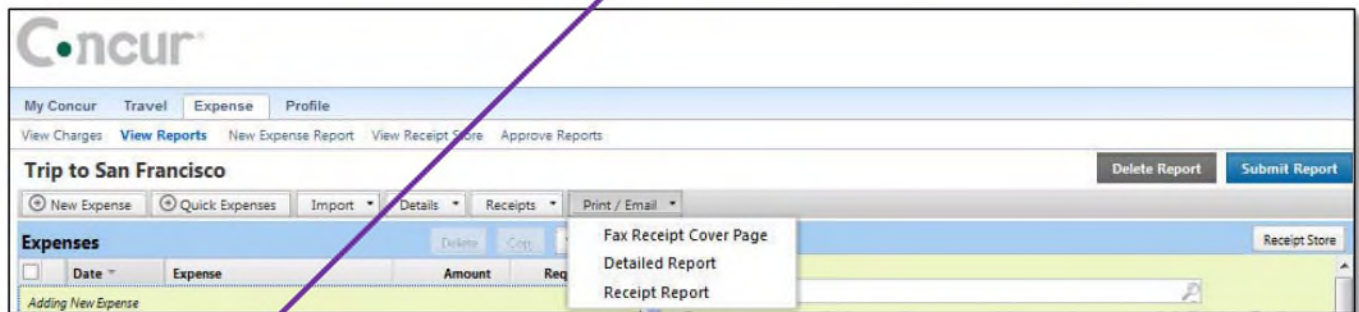 Concur
My Concur Travel Expense Profile
View Charges View Reports New Expense Report View Receipt Store Approve Reports
Trip to San Francisco Delete Report Submit Report
New Expense Quick Expenses Import Details Receipts Print / Email
Expenses Delete Copy Receipt Store
Fax Receipt Cover Page
Date Expense Amount Req
Detailed Report
Adding New Expense
Receipt Report